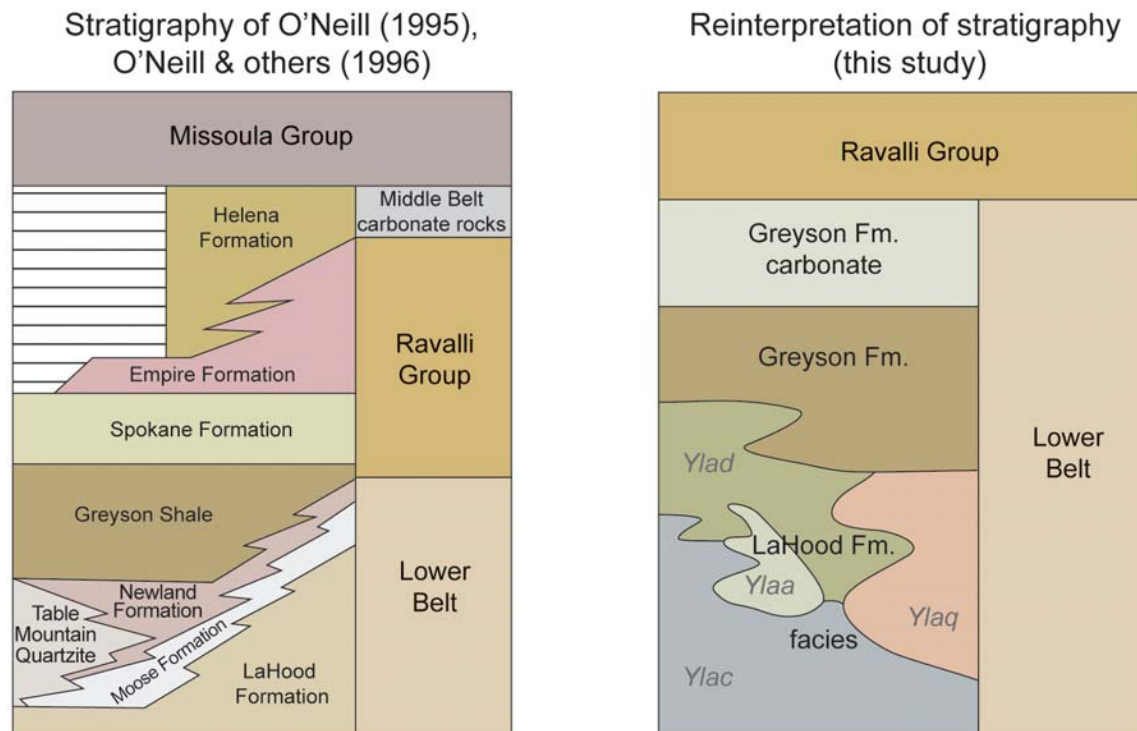 Stratigraphy of O'Neill (1995),
O'Neill & others (1996)
Missoula Group
Helena
Formation
Middle Belt
carbonate rocks
Empire Formation
Ravalli
Group
Spokane Formation
Greyson Shale
Newland
Formation
Table
Mountain
Quartzite
Moose Formation
LaHood
Formation
Lower
Belt
Reinterpretation of stratigraphy
(this study)
Ravalli Group
Greyson Fm.
carbonate
Greyson Fm.
Ylad
LaHood Fm.
Ylaa
facies
Ylaq
Ylac
Lower
Belt